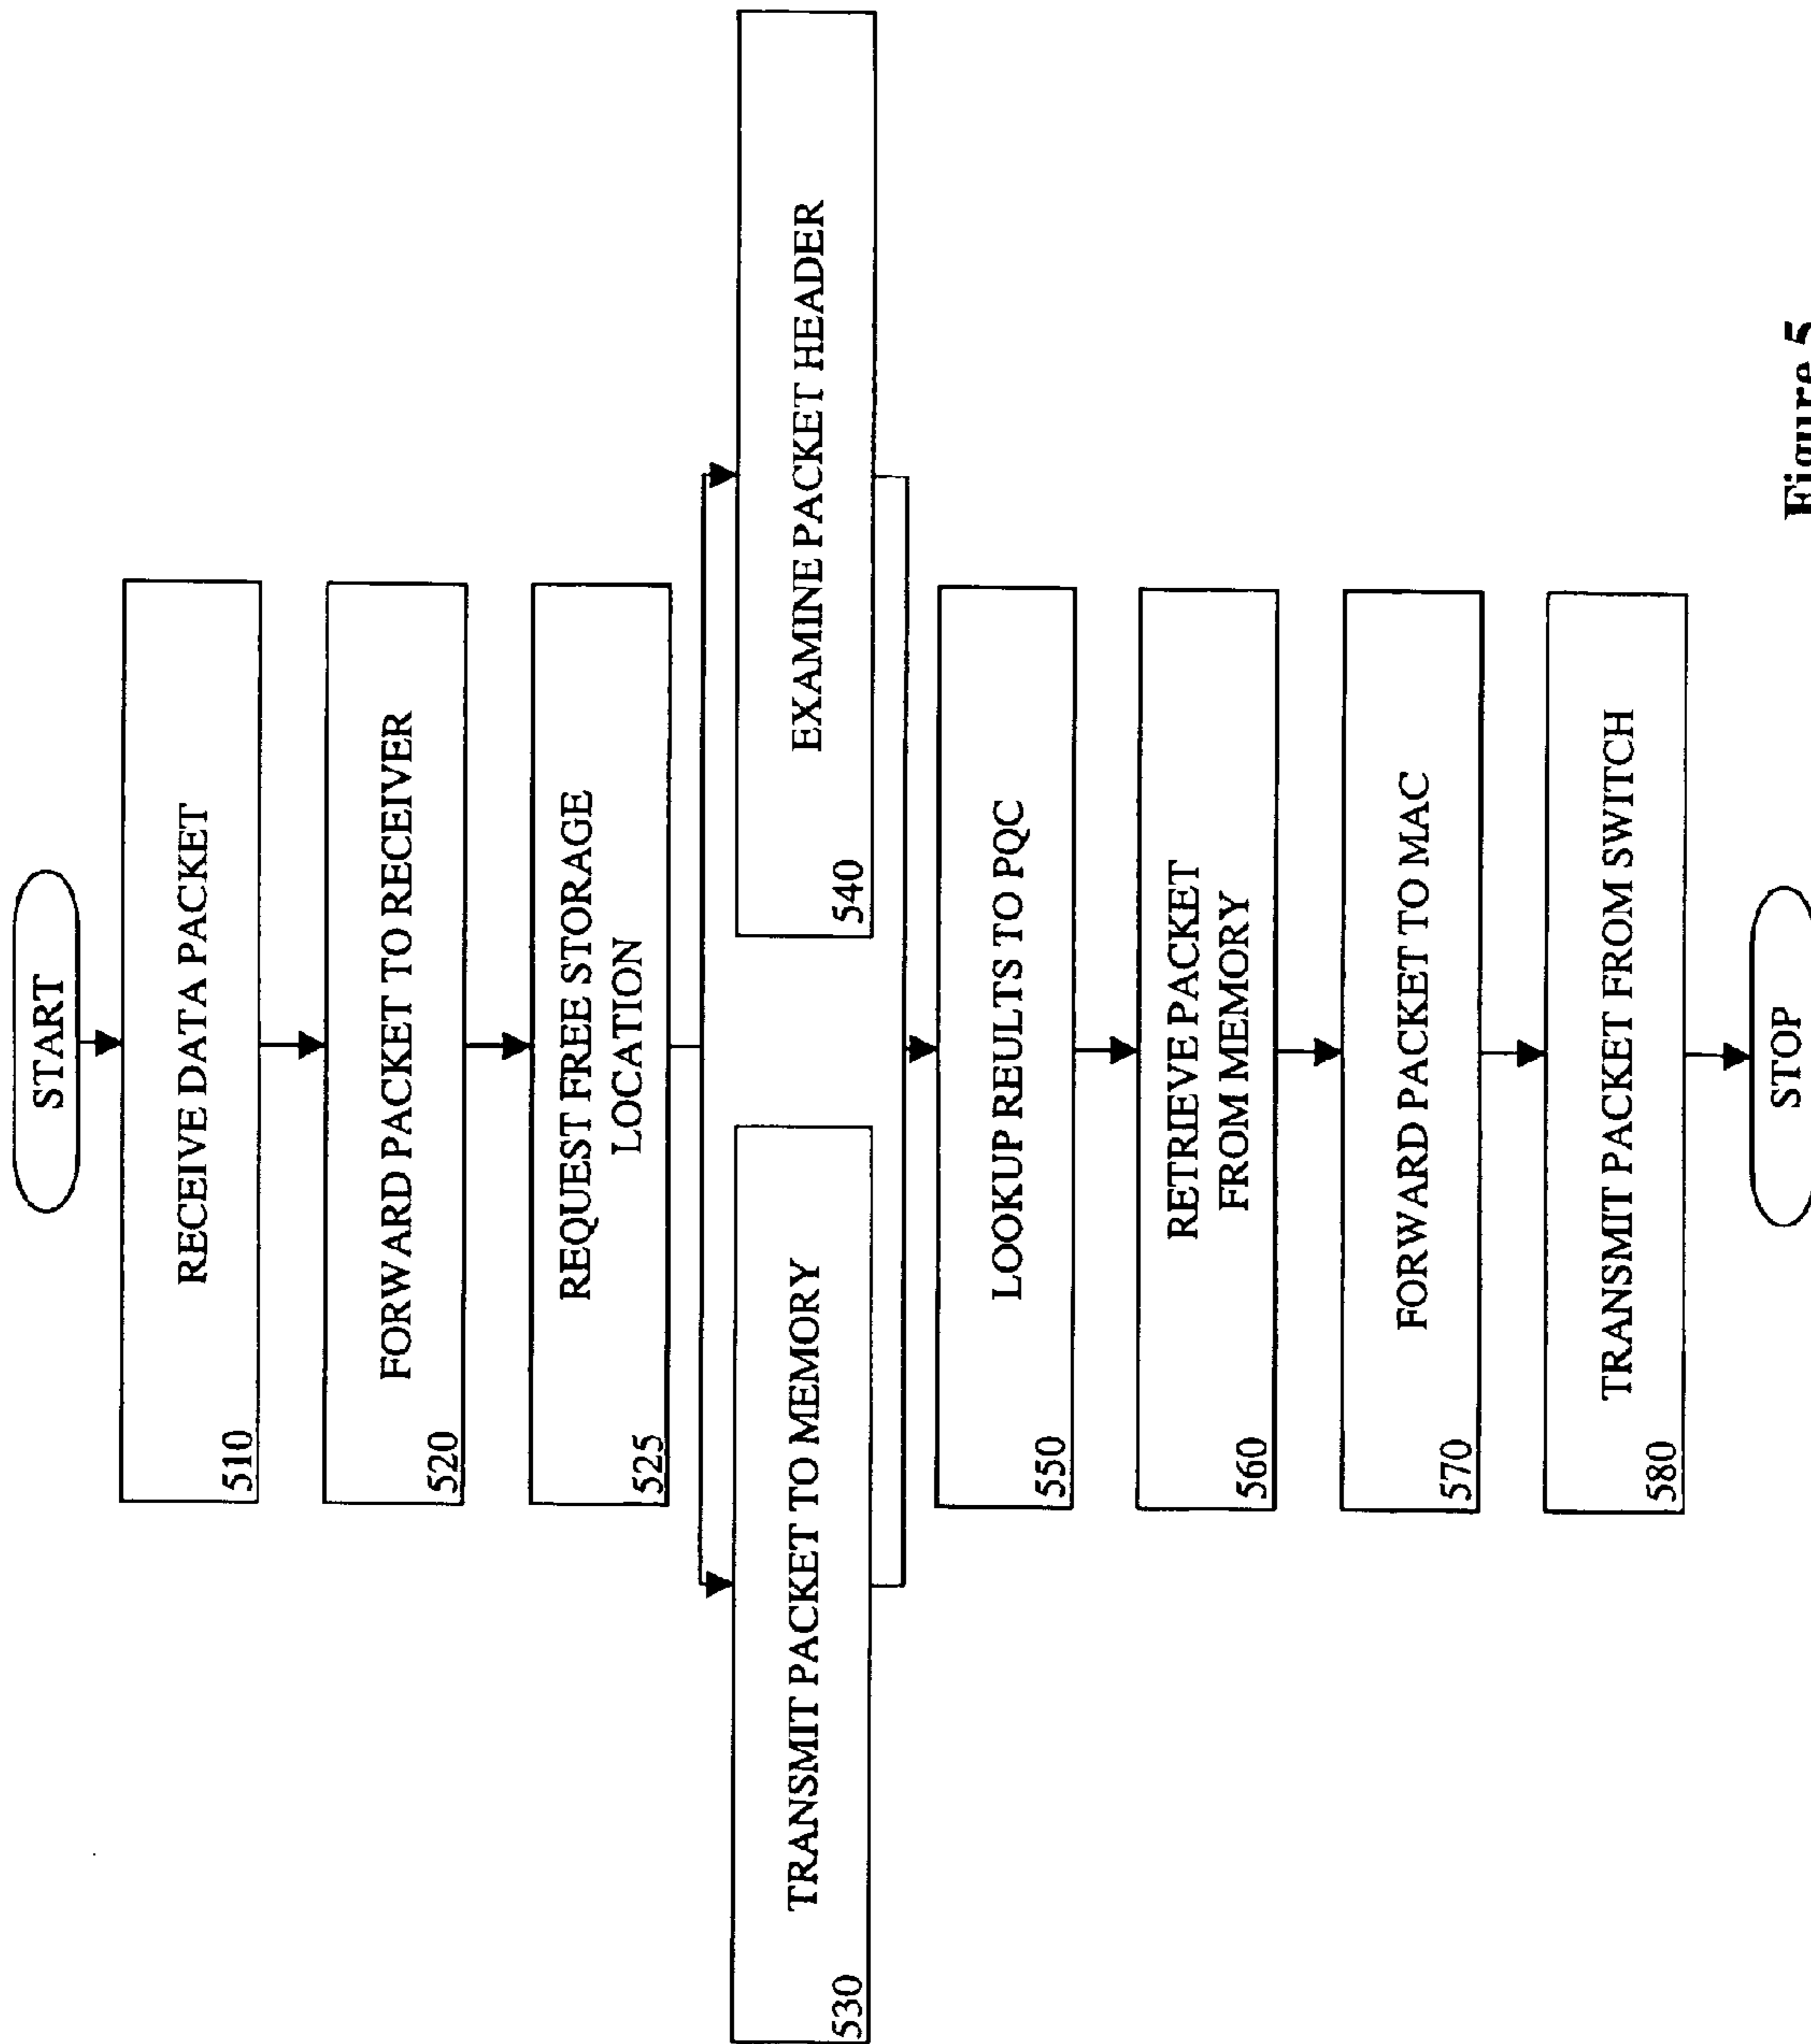 START
RECEIVE DATA PACKET
510
FORWARD PACKET TO RECEIVER
520
REQUEST FREE STORAGE
LOCATION
525
TRANSMIT PACKET TO MEMORY
530
EXAMINE PACKET HEADER
540
LOOKUP REULTS TO PQC
550
RETRIEVE PACKET
FROM MEMORY
560
FORWARD PACKET TO MAC
570
TRANSMIT PACKET FROM SWITCH
580
STOP
Figure 5